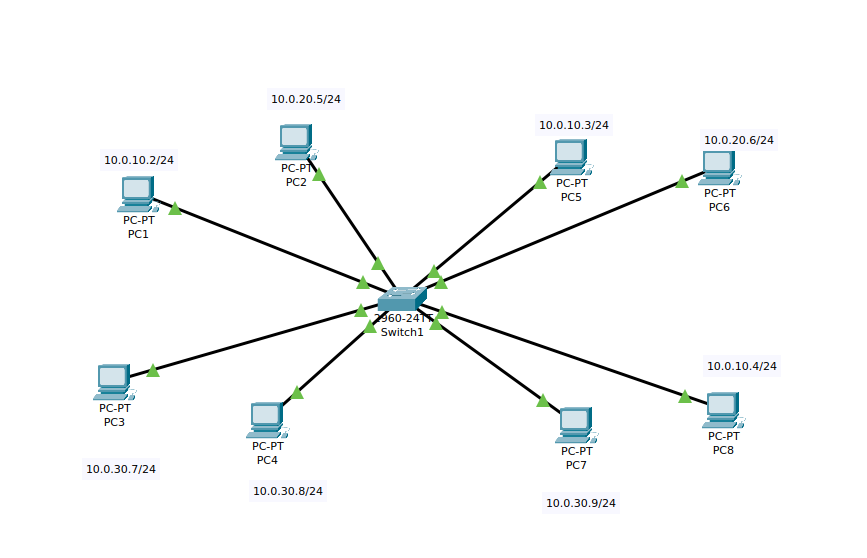 10.0.20.5/24
PC-PT
PC2
10.0.10.3/24
PC-PT
PC5
10.0.20.6/24
PC-PT
PC6
10.0.10.2/24
PC-PT
PC1
2960-24TT
Switch1
PC-PT
PC3
10.0.30.7/24
PC-PT
PC4
10.0.30.8/24
PC-PT
PC7
10.0.30.9/24
10.0.10.4/24
PC-PT
PC8